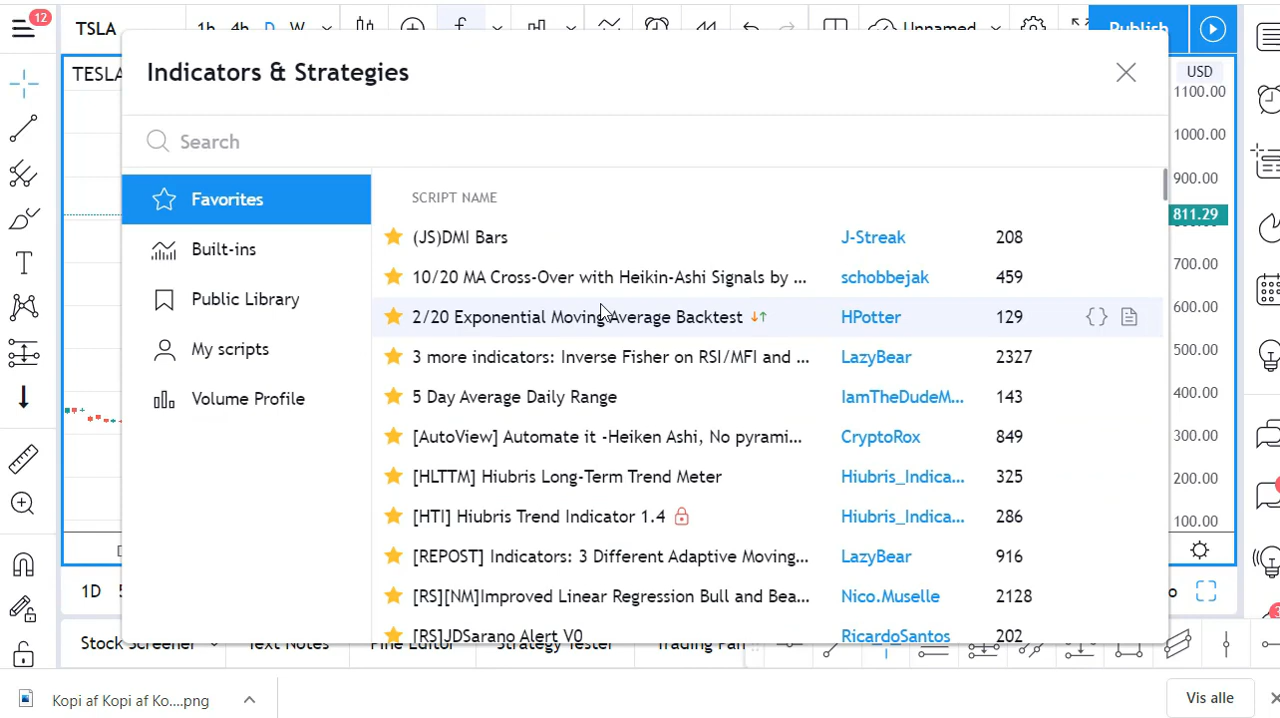 12
TSLA 1h 4h D W Unnamed Publish
TESLA
Indicators & Strategies
USD
1100.00
1000.00
900.00
811.29
700.00
600.00
500.00
400.00
300.00
200.00
100.00
Search
Favorites
Built-ins
Public Library
My scripts
Volume Profile
SCRIPT NAME
(JS)DMI Bars J-Streak 208
10/20 MA Cross-Over with Heikin-Ashi Signals by ... schobbejak 459
2/20 Exponential Moving Average Backtest HPotter 129
3 more indicators: Inverse Fisher on RSI/MFI and ... LazyBear 2327
5 Day Average Daily Range IamTheDudeM... 143
[AutoView] Automate it -Heiken Ashi, No pyrami... CryptoRox 849
[HLTTM] Hiubris Long-Term Trend Meter Hiubris_Indica... 325
[HTI] Hiubris Trend Indicator 1.4 Hiubris_Indica... 286
[REPOST] Indicators: 3 Different Adaptive Moving... LazyBear 916
[RS][NM]Improved Linear Regression Bull and Bea... Nico.Muselle 2128
[RS]JDSarano Alert V0 RicardoSantos 202
1D
Stock Screener Text Notes Pine Editor Strategy Tester Trading Pan
Kopi af Kopi af Ko....png
Vis alle